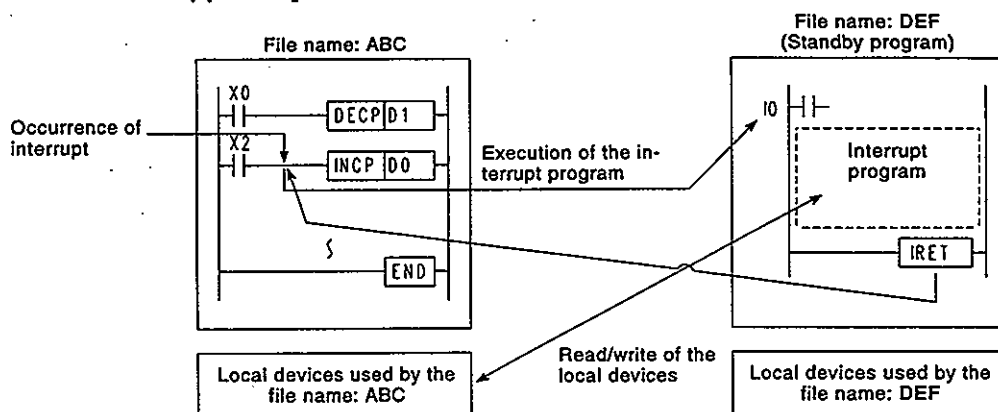 File name: ABC
File name: DEF
(Standby program)
X0
DECP D1
I0
Occurrence of
interrupt
X2
INCP D0
Execution of the in-
terrupt program
Interrupt
program
IRET
END
Read/write of the
local devices
Local devices used by the
file name: ABC
Local devices used by the
file name: DEF